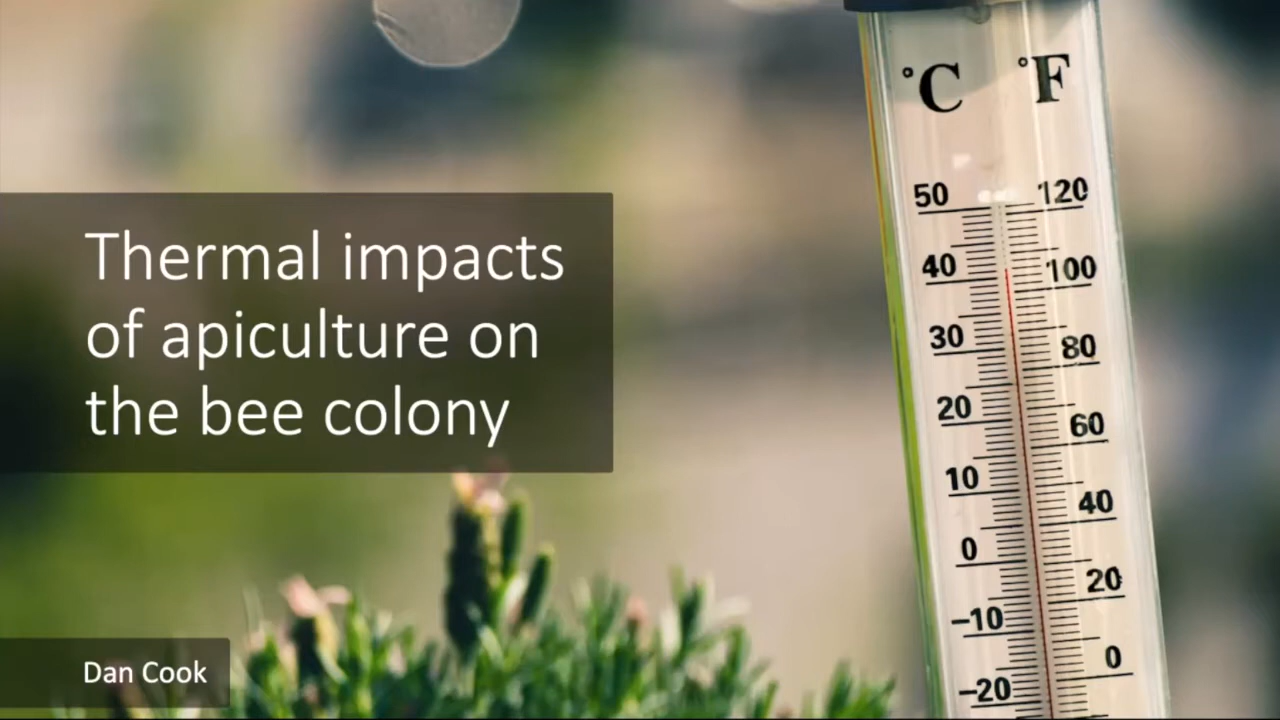 Thermal impacts
of apiculture on
the bee colony
Dan Cook
°C °F
50 120
40 100
30 80
20 60
10 40
0 20
−10 0
−20